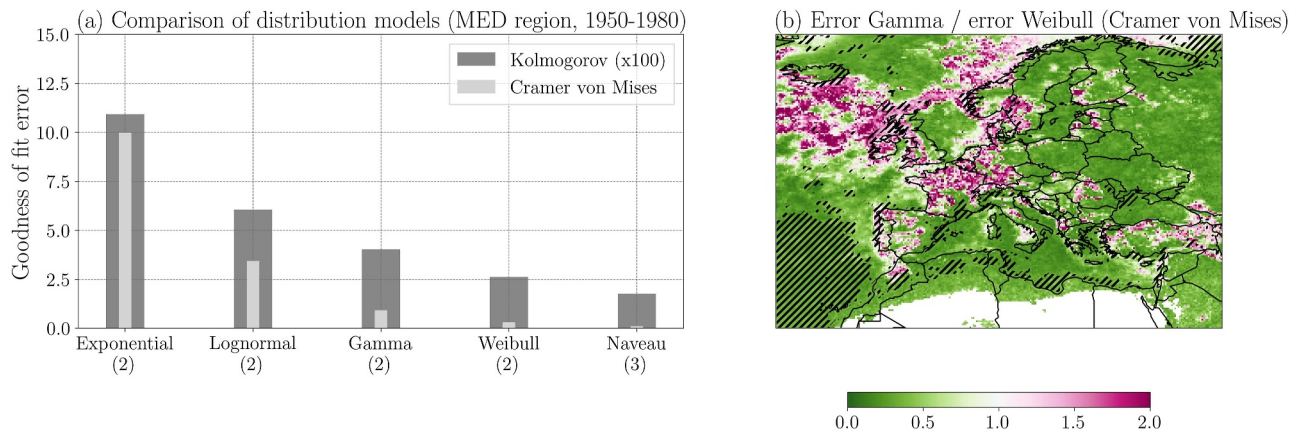 (a) Comparison of distribution models (MED region, 1950-1980)
15.0
12.5
10.0
7.5
5.0
2.5
0.0
Goodness of fit error
Kolmogorov (x100)
Cramer von Mises
Exponential Lognormal Gamma Weibull Naveau
(2) (2) (2) (2) (3)
(b) Error Gamma / error Weibull (Cramer von Mises)
0.0 0.5 1.0 1.5 2.0